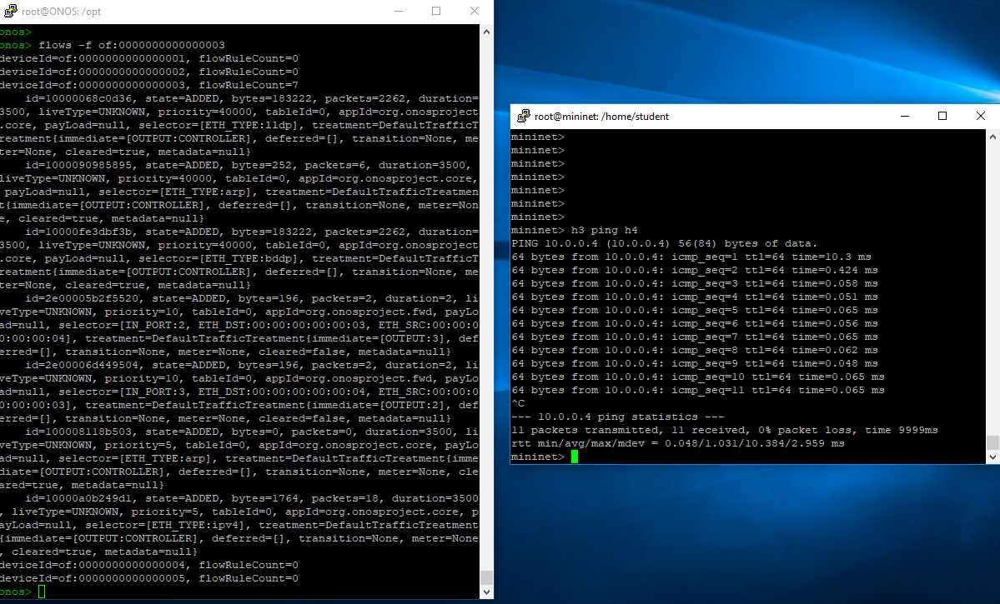 root@ONOS: /opt
onos>
onos> flows -f of:0000000000000003
deviceId=of:0000000000000001, flowRuleCount=0
deviceId=of:0000000000000002, flowRuleCount=0
deviceId=of:0000000000000003, flowRuleCount=7
id=10000068c0d36, state=ADDED, bytes=183222, packets=2262, duration=
3500, liveType=UNKNOWN, priority=40000, tableId=0, appId=org.onosproject
.core, payLoad=null, selector=[ETH_TYPE:lldp], treatment=DefaultTrafficT
reatment{immediate=[OUTPUT:CONTROLLER], deferred=[], transition=None, me
ter=None, cleared=true, metadata=null}
id=1000090985895, state=ADDED, bytes=252, packets=6, duration=3500,
liveType=UNKNOWN, priority=40000, tableId=0, appId=org.onosproject.core,
payLoad=null, selector=[ETH_TYPE:arp], treatment=DefaultTrafficTreatmen
t{immediate=[OUTPUT:CONTROLLER], deferred=[], transition=None, meter=Non
e, cleared=true, metadata=null}
id=10000fe3dbf3b, state=ADDED, bytes=183222, packets=2262, duration=
3500, liveType=UNKNOWN, priority=40000, tableId=0, appId=org.onosproject
.core, payLoad=null, selector=[ETH_TYPE:bddp], treatment=DefaultTrafficT
reatment{immediate=[OUTPUT:CONTROLLER], deferred=[], transition=None, me
ter=None, cleared=true, metadata=null}
id=2e00005b2f5520, state=ADDED, bytes=196, packets=2, duration=2, li
veType=UNKNOWN, priority=10, tableId=0, appId=org.onosproject.fwd, payLo
ad=null, selector=[IN_PORT:2, ETH_DST:00:00:00:00:00:03, ETH_SRC:00:00:0
0:00:00:04], treatment=DefaultTrafficTreatment{immediate=[OUTPUT:3], def
erred=[], transition=None, meter=None, cleared=false, metadata=null}
id=2e00006d449504, state=ADDED, bytes=196, packets=2, duration=2, li
veType=UNKNOWN, priority=10, tableId=0, appId=org.onosproject.fwd, payLo
ad=null, selector=[IN_PORT:3, ETH_DST:00:00:00:00:00:04, ETH_SRC:00:00:0
0:00:00:03], treatment=DefaultTrafficTreatment{immediate=[OUTPUT:2], def
erred=[], transition=None, meter=None, cleared=false, metadata=null}
id=100008118b503, state=ADDED, bytes=0, packets=0, duration=3500, li
veType=UNKNOWN, priority=5, tableId=0, appId=org.onosproject.core, payLo
ad=null, selector=[ETH_TYPE:arp], treatment=DefaultTrafficTreatment{imme
diate=[OUTPUT:CONTROLLER], deferred=[], transition=None, meter=None, cle
ared=true, metadata=null}
id=10000a0b249d1, state=ADDED, bytes=1764, packets=18, duration=3500
, liveType=UNKNOWN, priority=5, tableId=0, appId=org.onosproject.core, p
ayLoad=null, selector=[ETH_TYPE:ipv4], treatment=DefaultTrafficTreatment
{immediate=[OUTPUT:CONTROLLER], deferred=[], transition=None, meter=None
, cleared=true, metadata=null}
deviceId=of:0000000000000004, flowRuleCount=0
deviceId=of:0000000000000005, flowRuleCount=0
onos>
root@mininet: /home/student
mininet>
mininet>
mininet>
mininet>
mininet>
mininet>
mininet>
mininet> h3 ping h4
PING 10.0.0.4 (10.0.0.4) 56(84) bytes of data.
64 bytes from 10.0.0.4: icmp_seq=1 ttl=64 time=10.3 ms
64 bytes from 10.0.0.4: icmp_seq=2 ttl=64 time=0.424 ms
64 bytes from 10.0.0.4: icmp_seq=3 ttl=64 time=0.058 ms
64 bytes from 10.0.0.4: icmp_seq=4 ttl=64 time=0.051 ms
64 bytes from 10.0.0.4: icmp_seq=5 ttl=64 time=0.065 ms
64 bytes from 10.0.0.4: icmp_seq=6 ttl=64 time=0.056 ms
64 bytes from 10.0.0.4: icmp_seq=7 ttl=64 time=0.065 ms
64 bytes from 10.0.0.4: icmp_seq=8 ttl=64 time=0.062 ms
64 bytes from 10.0.0.4: icmp_seq=9 ttl=64 time=0.048 ms
64 bytes from 10.0.0.4: icmp_seq=10 ttl=64 time=0.065 ms
64 bytes from 10.0.0.4: icmp_seq=11 ttl=64 time=0.065 ms
^C
--- 10.0.0.4 ping statistics ---
11 packets transmitted, 11 received, 0% packet loss, time 9999ms
rtt min/avg/max/mdev = 0.048/1.031/10.384/2.959 ms
mininet>